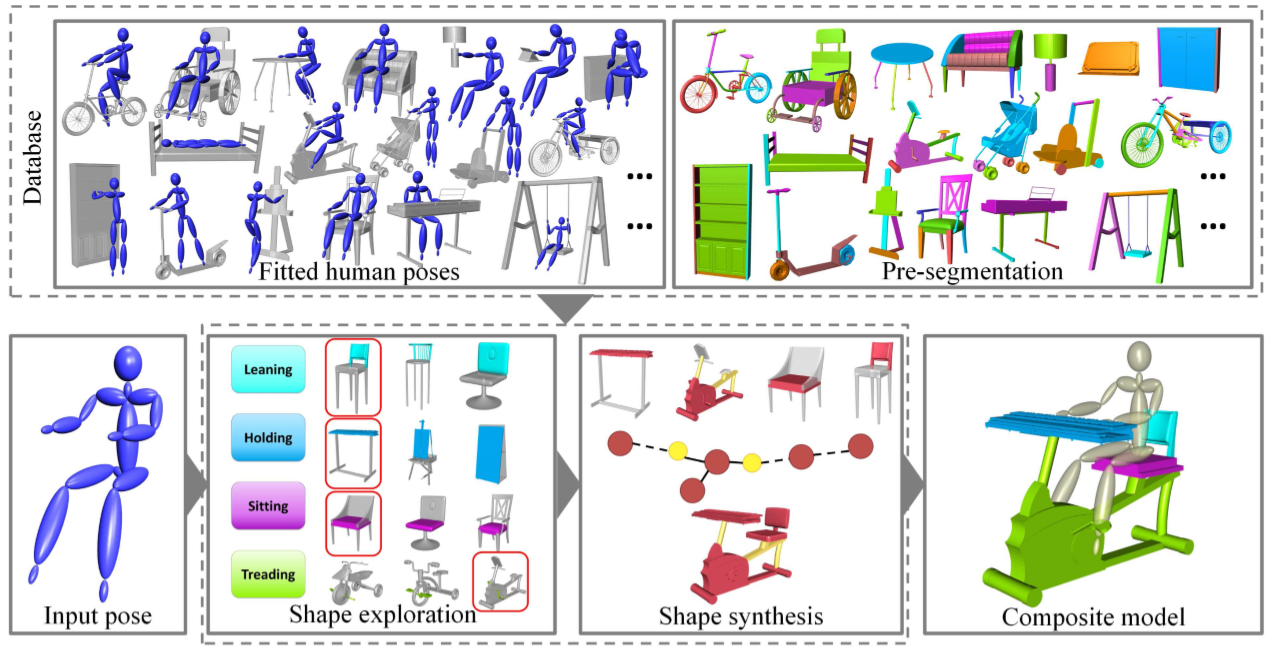 Database
Fitted human poses
Pre-segmentation
Input pose
Leaning
Holding
Sitting
Treading
Shape exploration
Shape synthesis
Composite model